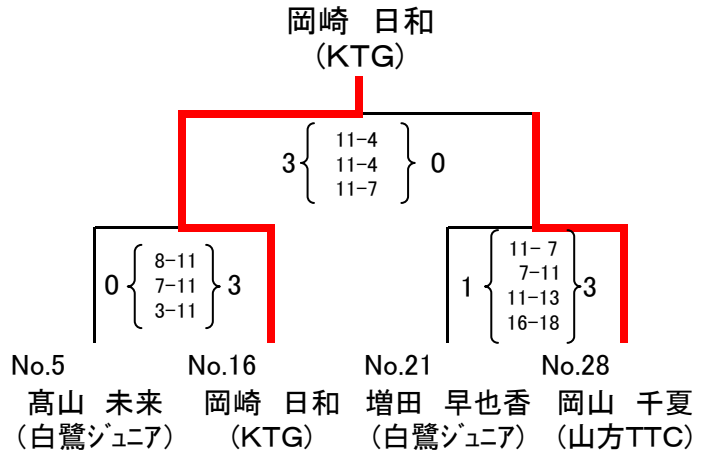 岡崎 日和
(KTG)
3 11-4 0
11-4
11-7
0 8-11 3
7-11
3-11
1 11- 7 3
7-11
11-13
16-18
No.5 No.16 No.21 No.28
髙山 未来 岡崎 日和 増田 早也香 岡山 千夏
(白鷺ｼﾞｭﾆｱ) (KTG) (白鷺ｼﾞｭﾆｱ) (山方TTC)